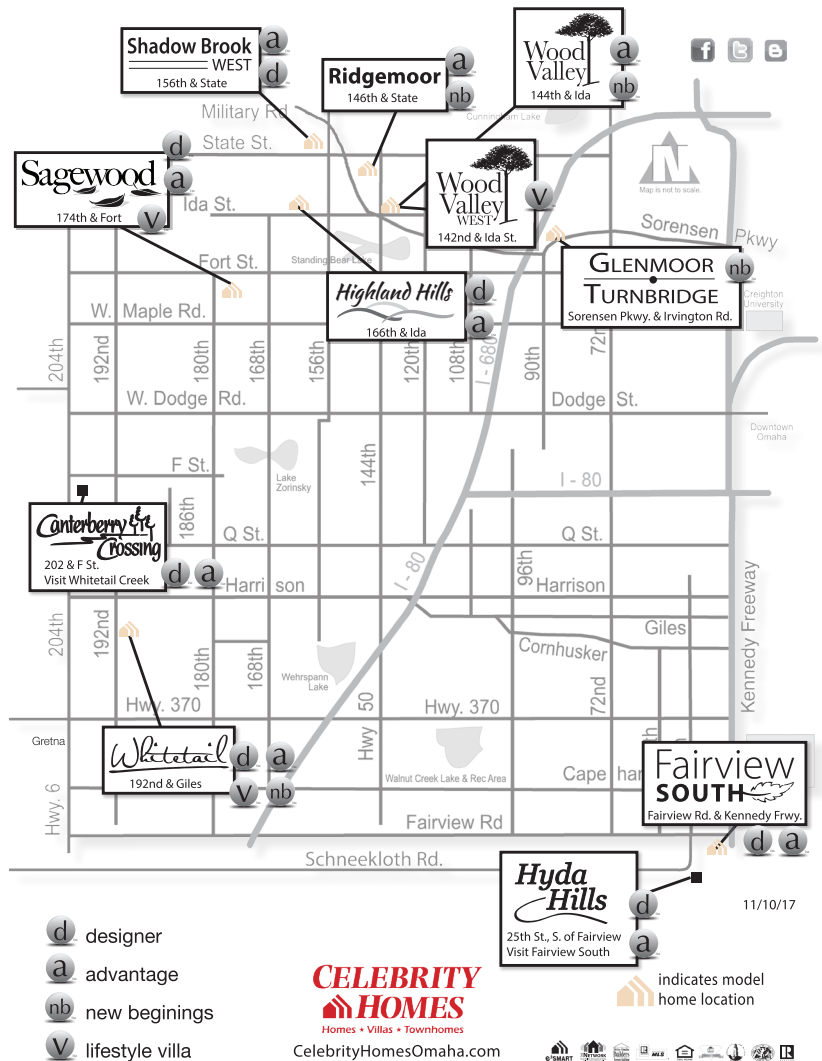 Shadow Brook
WEST
156th & State
a
d
Ridgemoor
146th & State
a
nb
Wood
Valley
144th & Ida
a
nb
f
t
B
Military Rd
Cunningham Lake
State St.
N
Map is not to scale.
d
a
v
Sagewood
174th & Fort
Ida St.
Wood
Valley
WEST
142nd & Ida St.
v
Sorensen Pkwy
Fort St.
Standing Bear Lake
Highland Hills
166th & Ida
d
a
GLENMOOR
TURNBRIDGE
Sorensen Pkwy. & Irvington Rd.
nb
Creighton
University
W. Maple Rd.
204th
192nd
180th
168th
156th
120th
108th
I - 680
90th
72n
W. Dodge Rd.
Dodge St.
Downtown
Omaha
F St.
Lake
Zorinsky
144th
I - 80
186th
Canterberry
Crossing
202 & F St.
Visit Whitetail Creek
d
a
Q St.
Q St.
I - 80
96th
Harri son
Harrison
Kennedy Freeway
204th
192nd
180th
168th
Giles
Cornhusker
Wehrspann
Lake
72nd
Hwy. 370
Hwy 50
Hwy. 370
th
Gretna
Whitetail
192nd & Giles
d
a
v
nb
Walnut Creek Lake & Rec Area
Cape har
Fairview
SOUTH
Fairview Rd. & Kennedy Frwy.
d
a
Hwy. 6
Fairview Rd
Schneekloth Rd.
Hyda
Hills
25th St., S. of Fairview
Visit Fairview South
d
a
11/10/17
d designer
a advantage
nb new beginings
v lifestyle villa
CELEBRITY
HOMES
Homes • Villas • Townhomes
CelebrityHomesOmaha.com
indicates model
home location
e³SMART
NETWORK
MLS
R